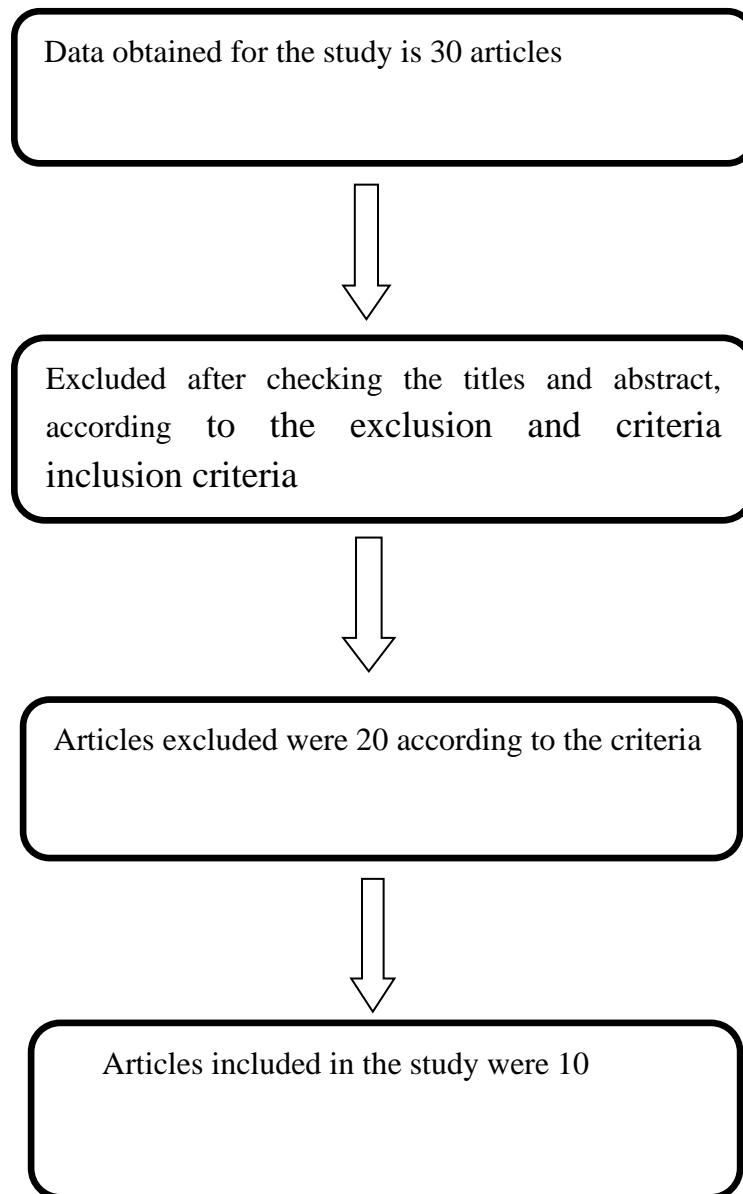 Data obtained for the study is 30 articles
Excluded after checking the titles and abstract,
according to the exclusion and criteria
inclusion criteria
Articles excluded were 20 according to the criteria
Articles included in the study were 10